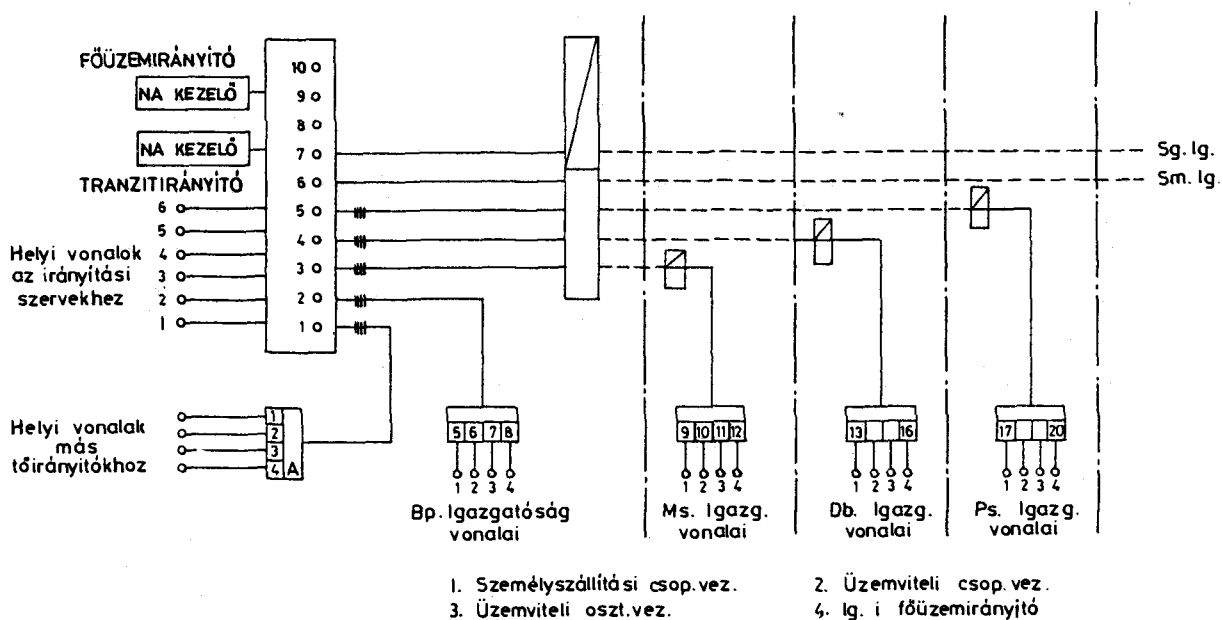 FŐÜZEMIRÁNYÍTÓ
NA KEZELŐ
NA KEZELŐ
TRANZITIRÁNYÍTÓ
10
9
8
7
6
5
4
3
2
1
6
5
4
3
2
1
Helyi vonalok
az irányítási
szervekhez
Sg. Ig.
Sm. Ig.
Helyi vonalak
más
tőirányítókhoz
1
2
3
4 A
5 6 7 8
1 2 3 4
Bp. Igazgatóság
vonalai
9 10 11 12
1 2 3 4
Ms. Igazg.
vonalai
13 16
1 2 3 4
Db. Igazg.
vonalai
17 20
1 2 3 4
Ps. Igazg.
vonalai
1. Személyszállítási csop.vez.
2. Üzemviteli csop.vez.
3. Üzemviteli oszt.vez.
4. Ig. i főüzemirányító